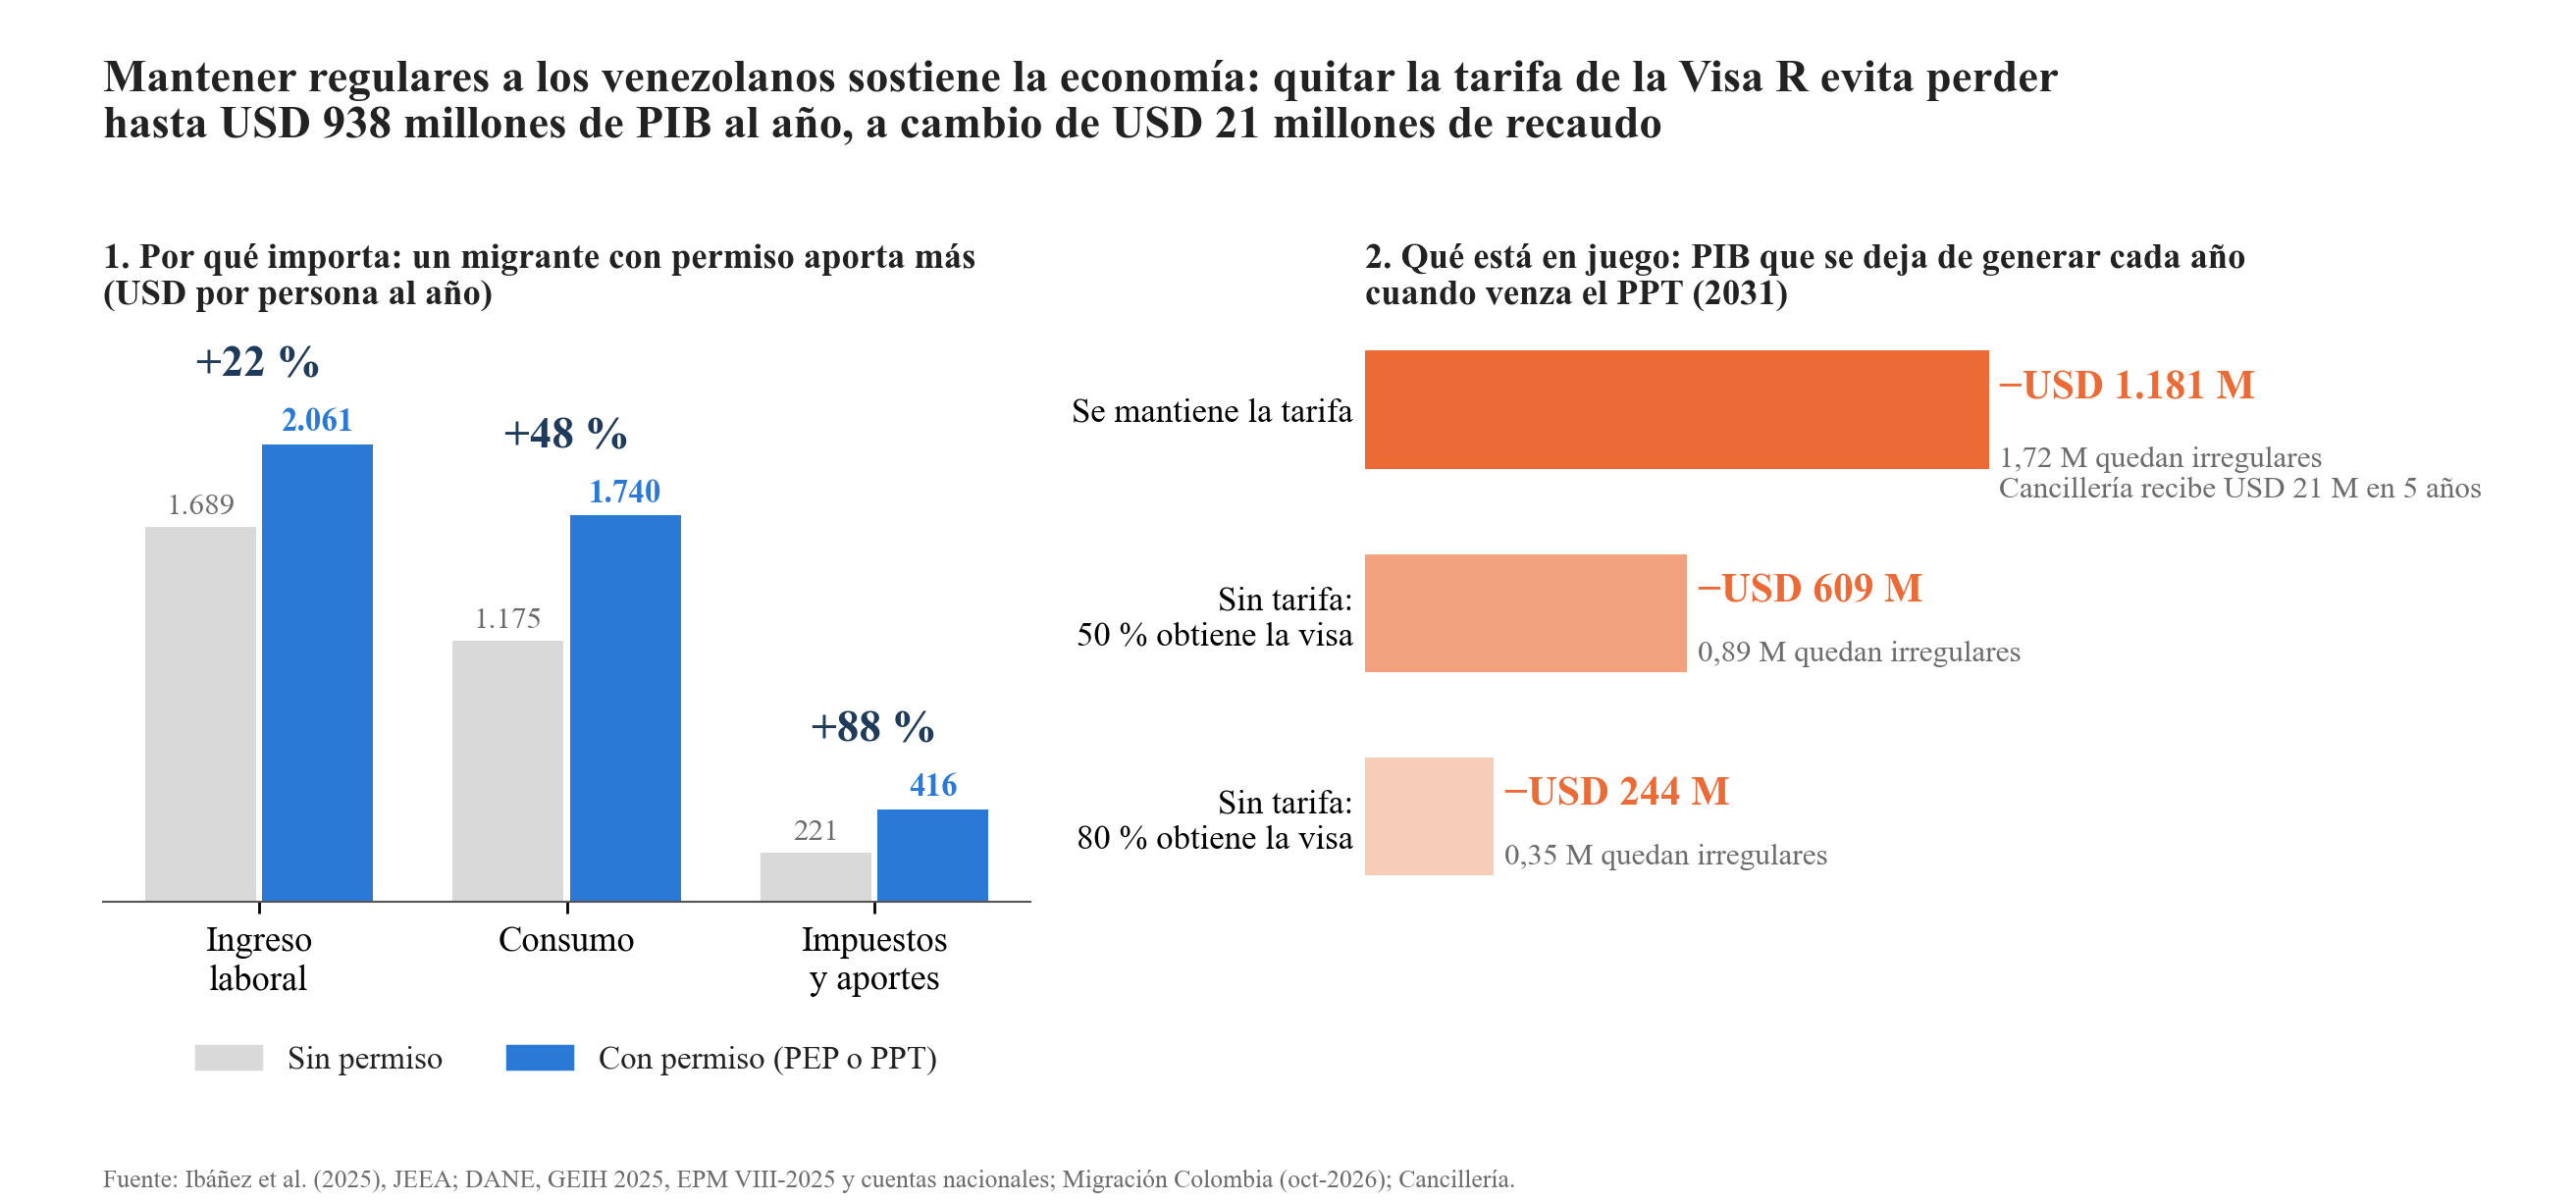 Mantener regulares a los venezolanos sostiene la economía: quitar la tarifa de la Visa R evita perder
hasta USD 938 millones de PIB al año, a cambio de USD 21 millones de recaudo
1. Por qué importa: un migrante con permiso aporta más
(USD por persona al año)
+22 %
2.061
1.689
+48 %
1.740
1.175
+88 %
416
221
Ingreso
laboral
Consumo
Impuestos
y aportes
Sin permiso
Con permiso (PEP o PPT)
2. Qué está en juego: PIB que se deja de generar cada año
cuando venza el PPT (2031)
Se mantiene la tarifa
−USD 1.181 M
1,72 M quedan irregulares
Cancillería recibe USD 21 M en 5 años
Sin tarifa:
50 % obtiene la visa
−USD 609 M
0,89 M quedan irregulares
Sin tarifa:
80 % obtiene la visa
−USD 244 M
0,35 M quedan irregulares
Fuente: Ibáñez et al. (2025), JEEA; DANE, GEIH 2025, EPM VIII-2025 y cuentas nacionales; Migración Colombia (oct-2026); Cancillería.